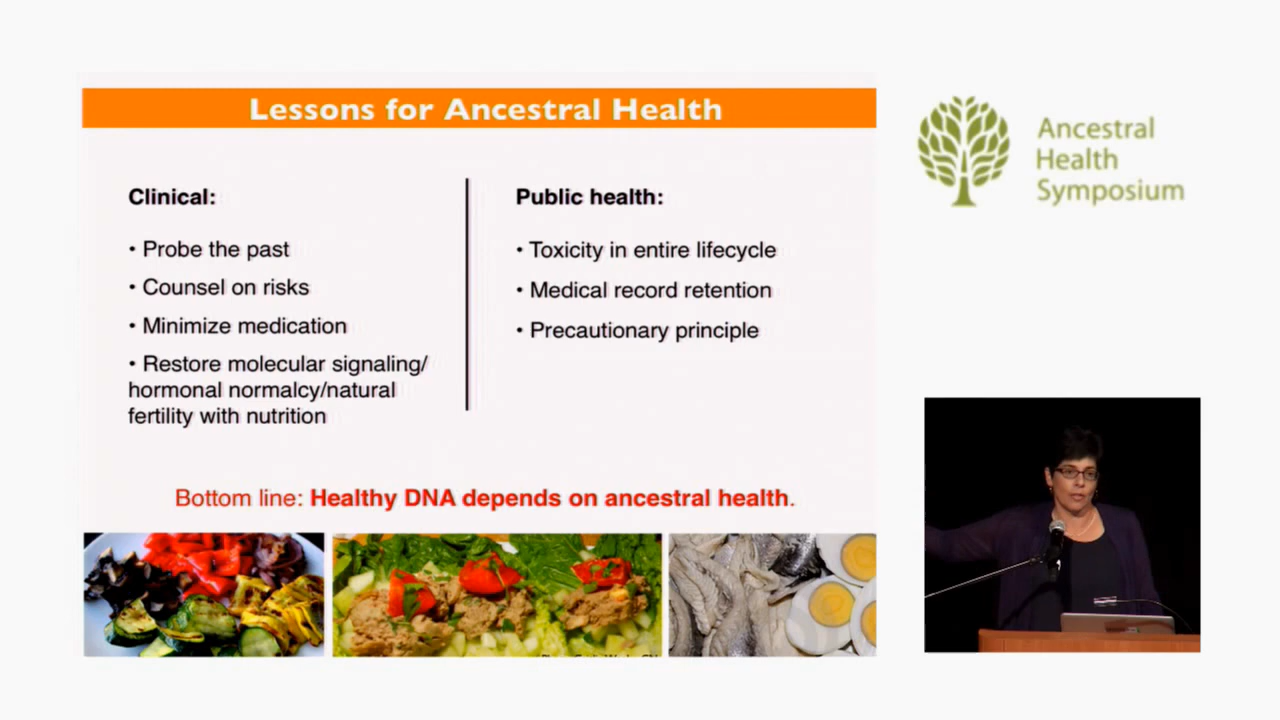 Lessons for Ancestral Health
Clinical:
• Probe the past
• Counsel on risks
• Minimize medication
• Restore molecular signaling/
hormonal normalcy/natural
fertility with nutrition
Public health:
• Toxicity in entire lifecycle
• Medical record retention
• Precautionary principle
Bottom line: Healthy DNA depends on ancestral health.
Ancestral
Health
Symposium